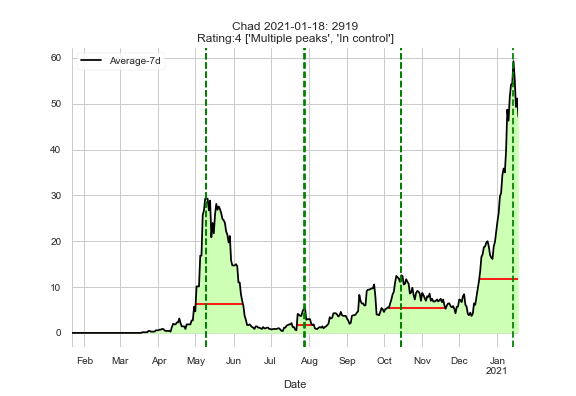 Chad 2021-01-18: 2919
Rating:4 ['Multiple peaks', 'In control']
Average-7d
60
50
40
30
20
10
0
Feb Mar Apr May Jun Jul Aug Sep Oct Nov Dec Jan
2021
Date